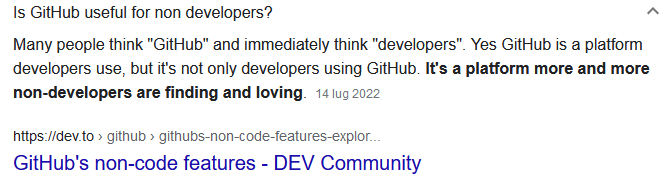 Is GitHub useful for non developers?
Many people think "GitHub" and immediately think "developers". Yes GitHub is a platform
developers use, but it's not only developers using GitHub. It's a platform more and more
non-developers are finding and loving. 14 lug 2022
https://dev.to › github › githubs-non-code-features-explor...
GitHub's non-code features - DEV Community